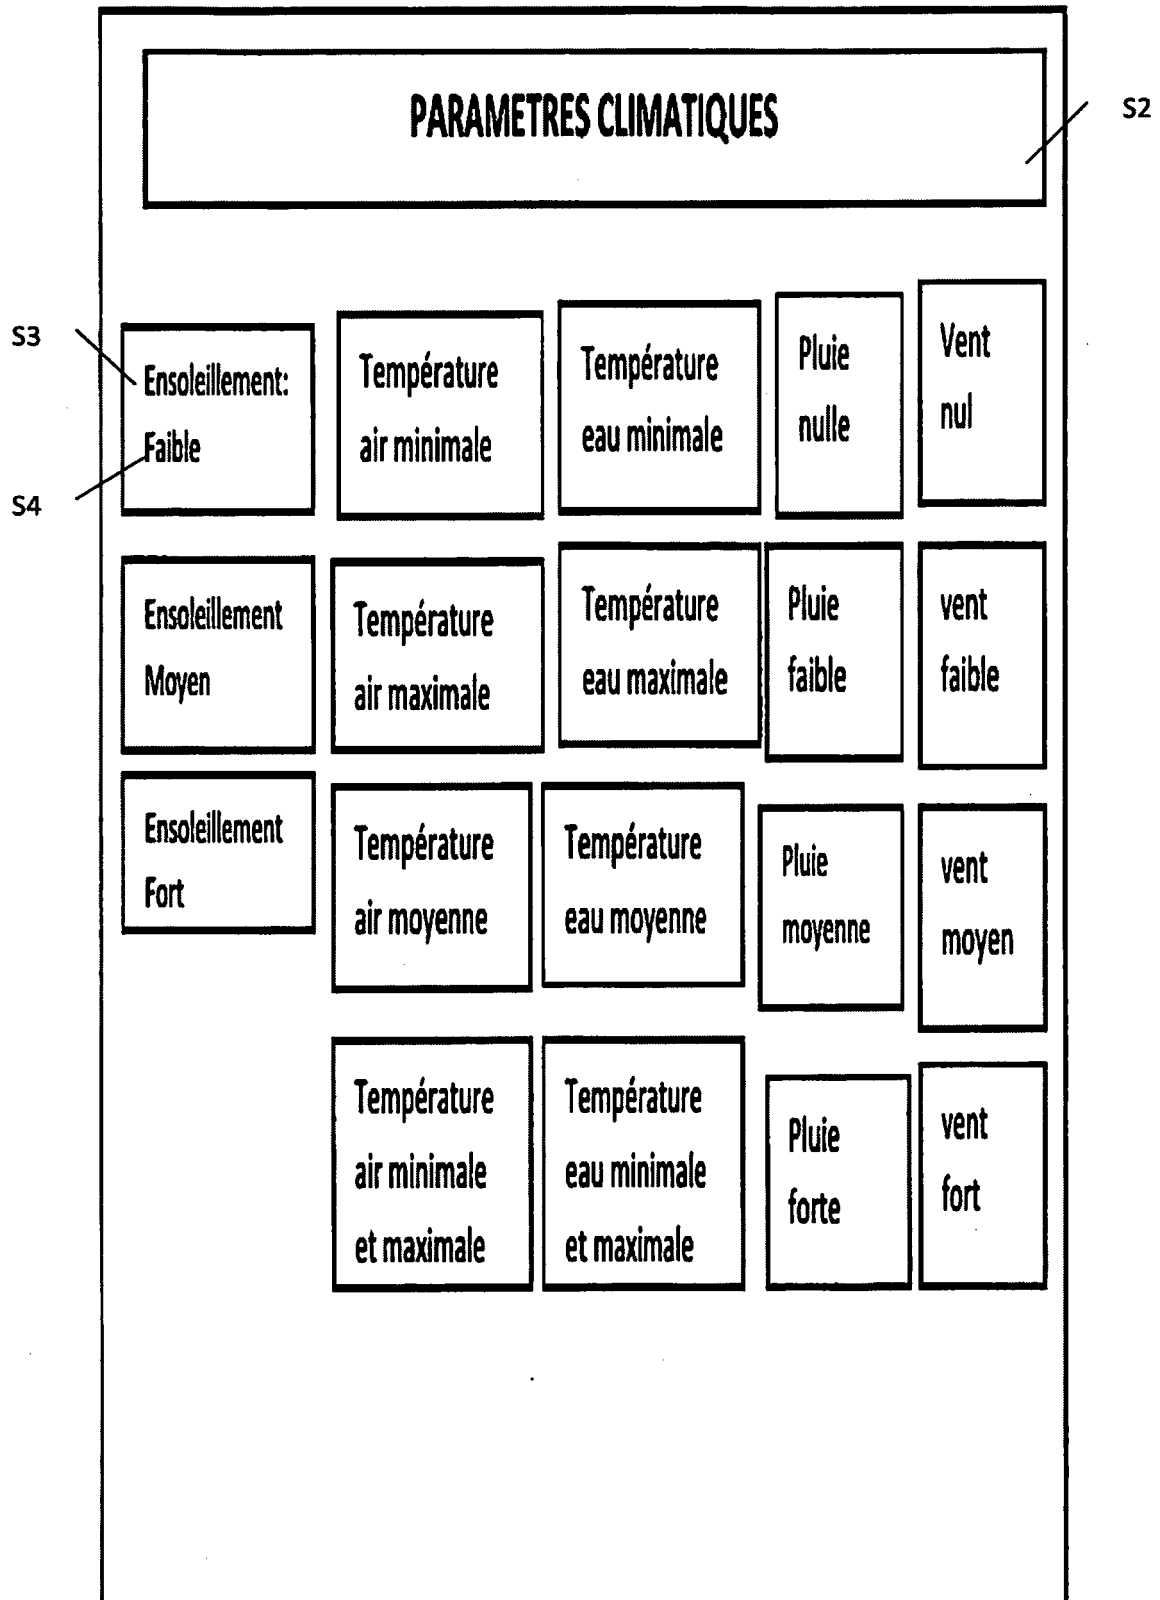 PARAMETRES CLIMATIQUES
S2
S3
Ensoleillement:
Faible
S4
Température
air minimale
Température
eau minimale
Pluie
nulle
Vent
nul
Ensoleillement
Moyen
Température
air maximale
Température
eau maximale
Pluie
faible
vent
faible
Ensoleillement
Fort
Température
air moyenne
Température
eau moyenne
Pluie
moyenne
vent
moyen
Température
air minimale
et maximale
Température
eau minimale
et maximale
Pluie
forte
vent
fort